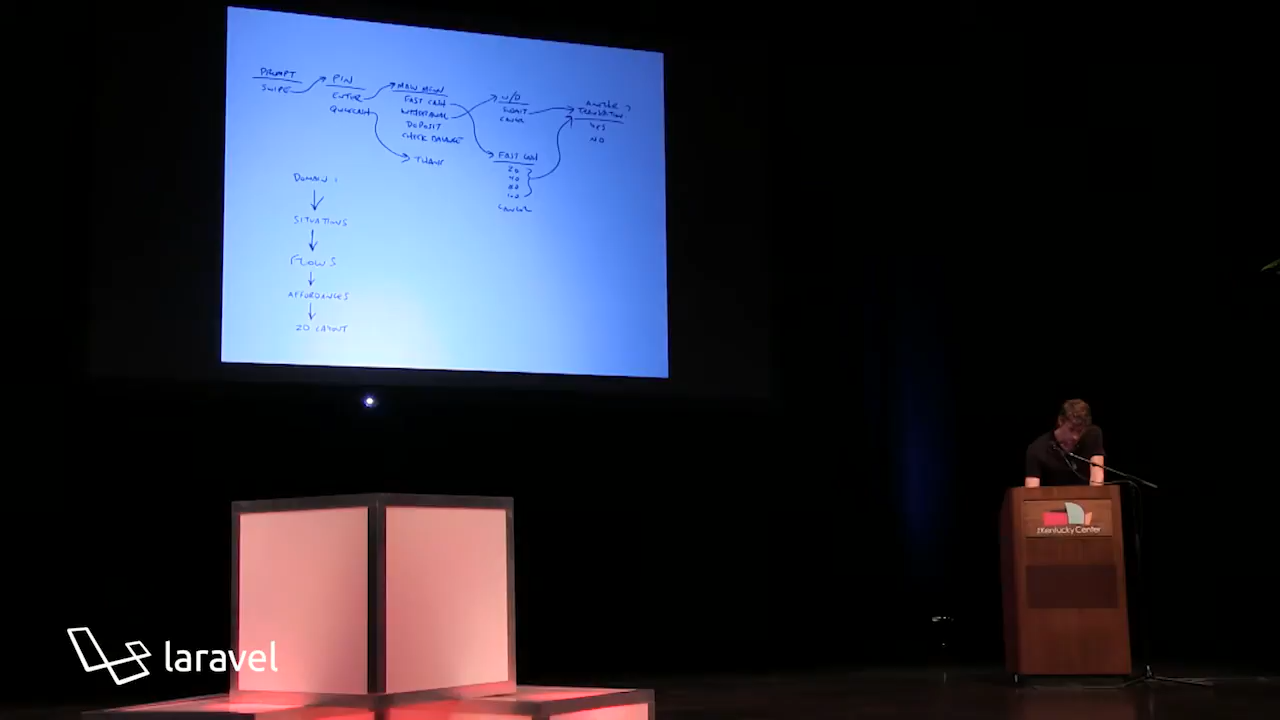 PROMPT
SWIPE
PIN
ENTER
QUICKCASH
MAIN MENU
FAST CASH
WITHDRAWAL
DEPOSIT
CHECK BALANCE
THANK
W/D
SUBMIT
CANCEL
FAST CASH
20
40
80
100
CANCEL
ANOTHER
TRANSACTION?
YES
NO
DOMAIN
SITUATIONS
FLOWS
AFFORDANCES
2D LAYOUT
Kentucky Center
laravel